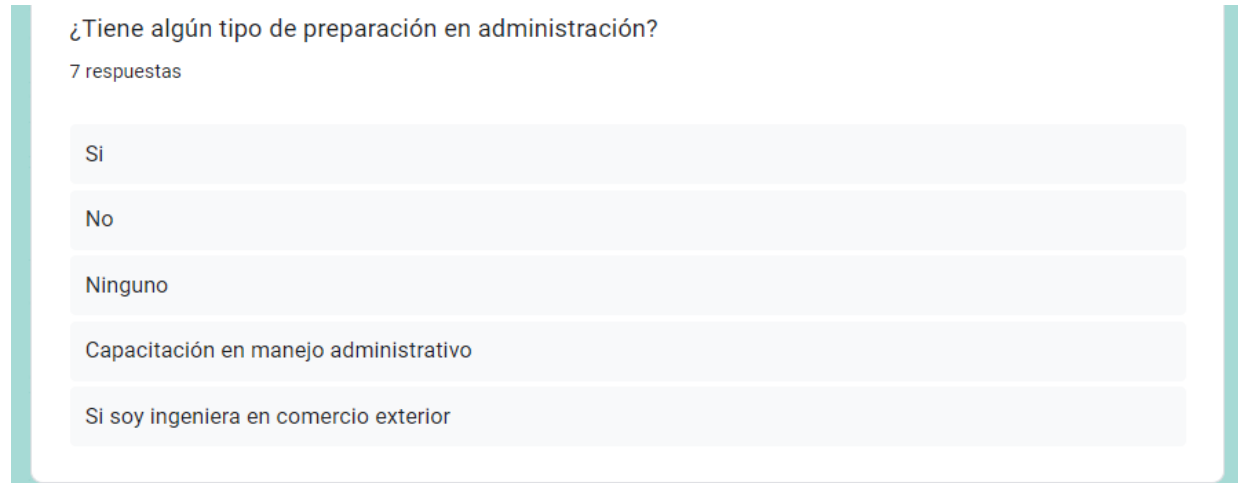 ¿Tiene algún tipo de preparación en administración?
7 respuestas
Si
No
Ninguno
Capacitación en manejo administrativo
Si soy ingeniera en comercio exterior